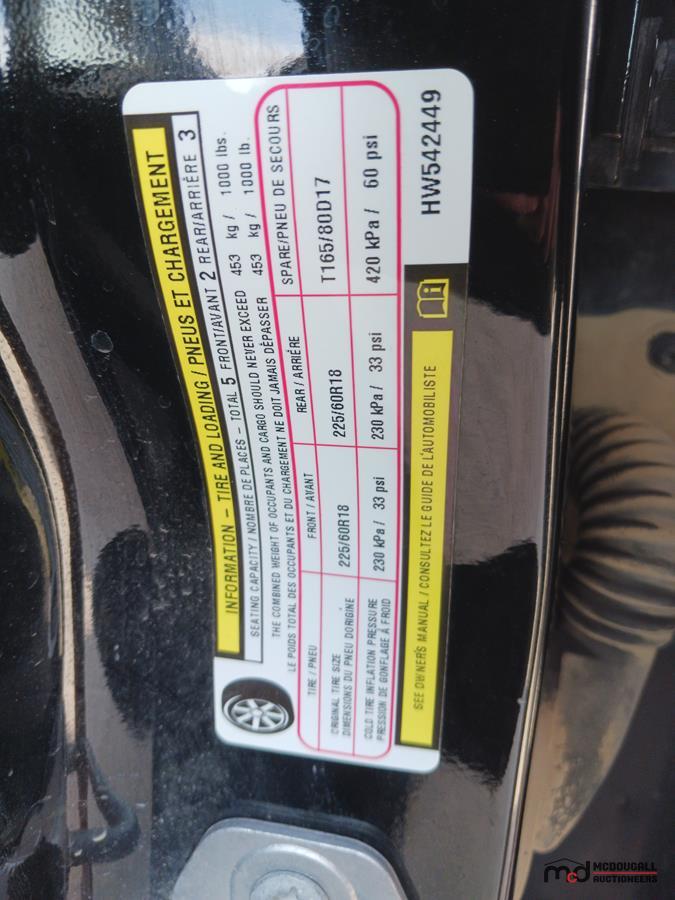 INFORMATION – TIRE AND LOADING / PNEUS ET CHARGEMENT
SEATING CAPACITY / NOMBRE DE PLACES – TOTAL 5 FRONT/AVANT 2 REAR/ARRIÈRE 3
THE COMBINED WEIGHT OF OCCUPANTS AND CARGO SHOULD NEVER EXCEED 453 kg / 1000 lbs.
LE POIDS TOTAL DES OCCUPANTS ET DU CHARGEMENT NE DOIT JAMAIS DÉPASSER 453 kg / 1000 lb.
TIRE / PNEU FRONT / AVANT REAR / ARRIÈRE SPARE/PNEU DE SECOURS
ORIGINAL TIRE SIZE
DIMENSIONS DU PNEU DORIGINE
225/60R18 225/60R18 T165/80D17
COLD TIRE INFLATION PRESSURE
PRESSION DE GONFLAGE À FROID
230 kPa / 33 psi 230 kPa / 33 psi 420 kPa / 60 psi
SEE OWNER'S MANUAL / CONSULTEZ LE GUIDE DE L'AUTOMOBILISTE
HW542449
mcd MCDOUGALL
AUCTIONEERS